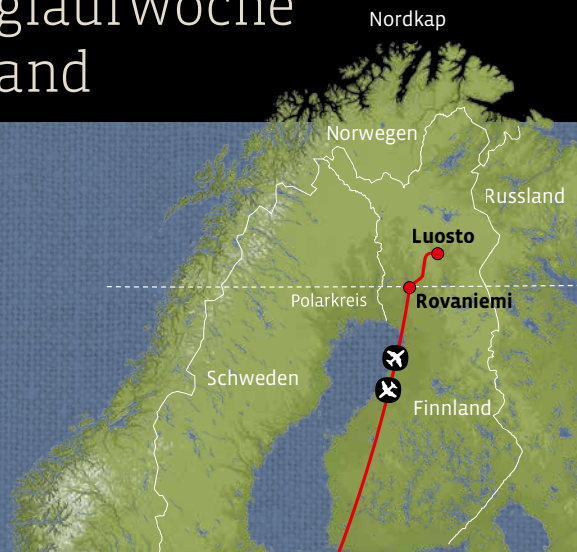 Nordkap
and
Norwegen
Russland
Luosto
Polarkreis
Rovaniemi
Schweden
Finnland